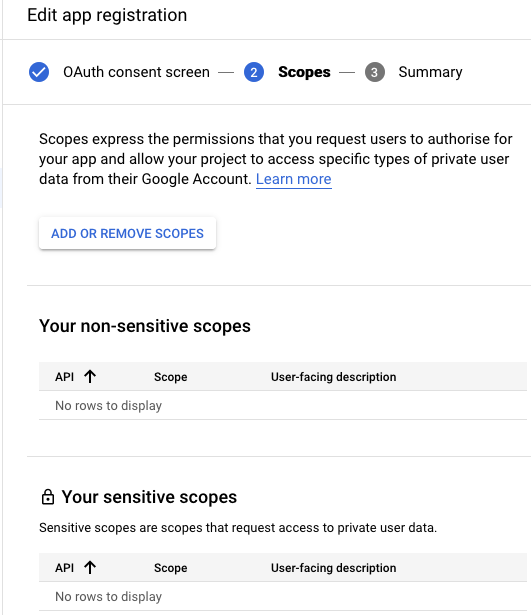 Edit app registration
OAuth consent screen — 2 Scopes — 3 Summary
Scopes express the permissions that you request users to authorise for
your app and allow your project to access specific types of private user
data from their Google Account. Learn more
ADD OR REMOVE SCOPES
Your non-sensitive scopes
API ↑ Scope User-facing description
No rows to display
Your sensitive scopes
Sensitive scopes are scopes that request access to private user data.
API ↑ Scope User-facing description
No rows to display